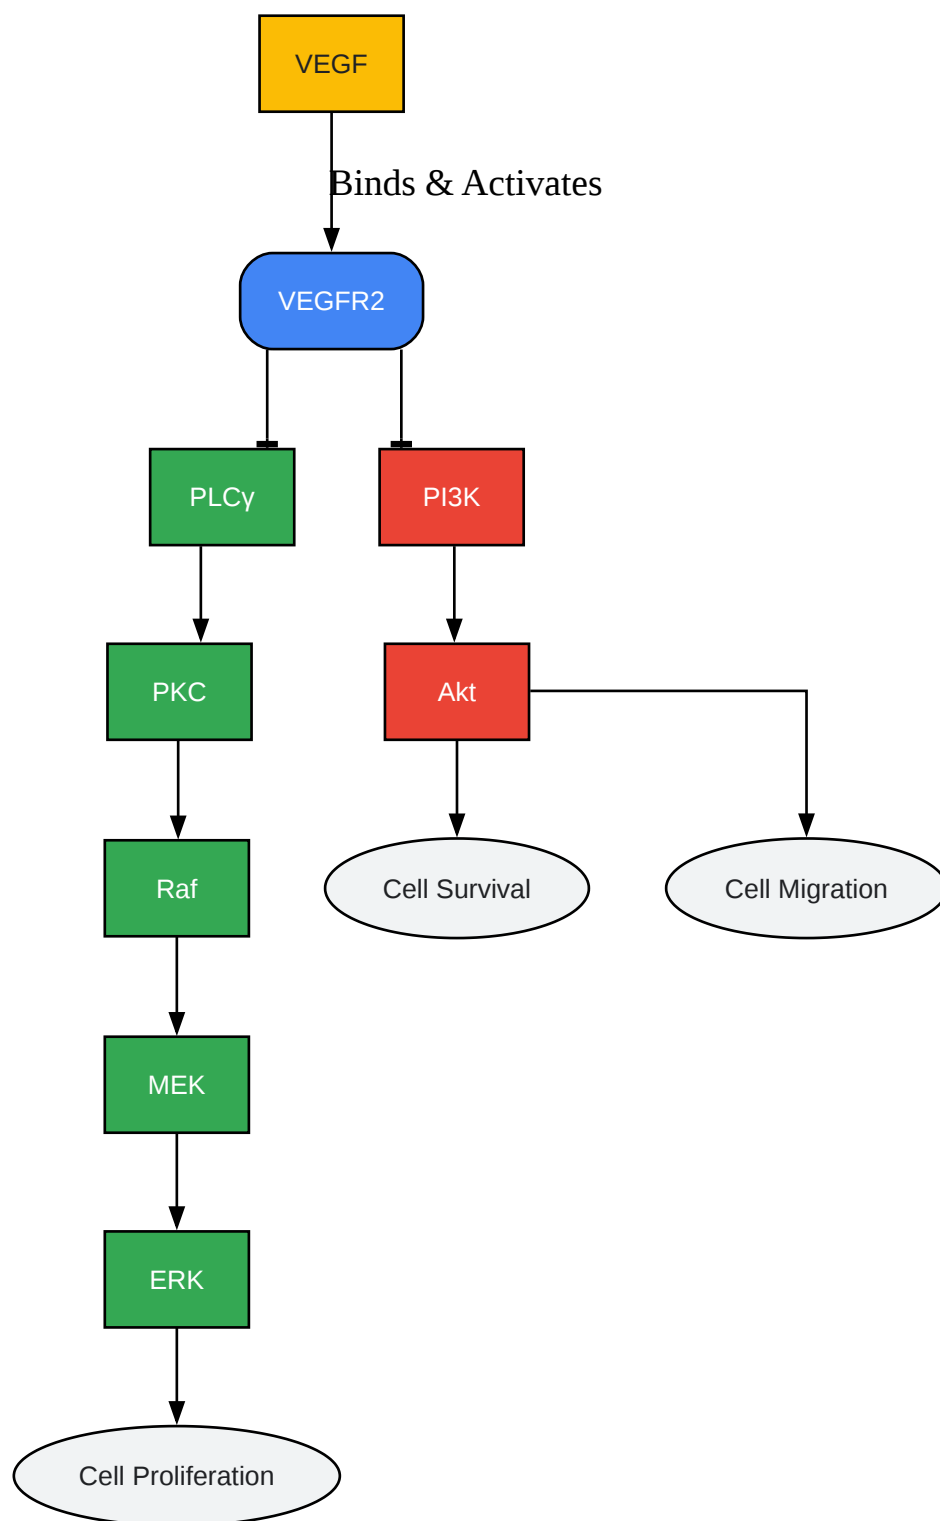 VEGF
Binds & Activates
VEGFR2
PLCγ
PI3K
PKC
Akt
Raf
Cell Survival
Cell Migration
MEK
ERK
Cell Proliferation